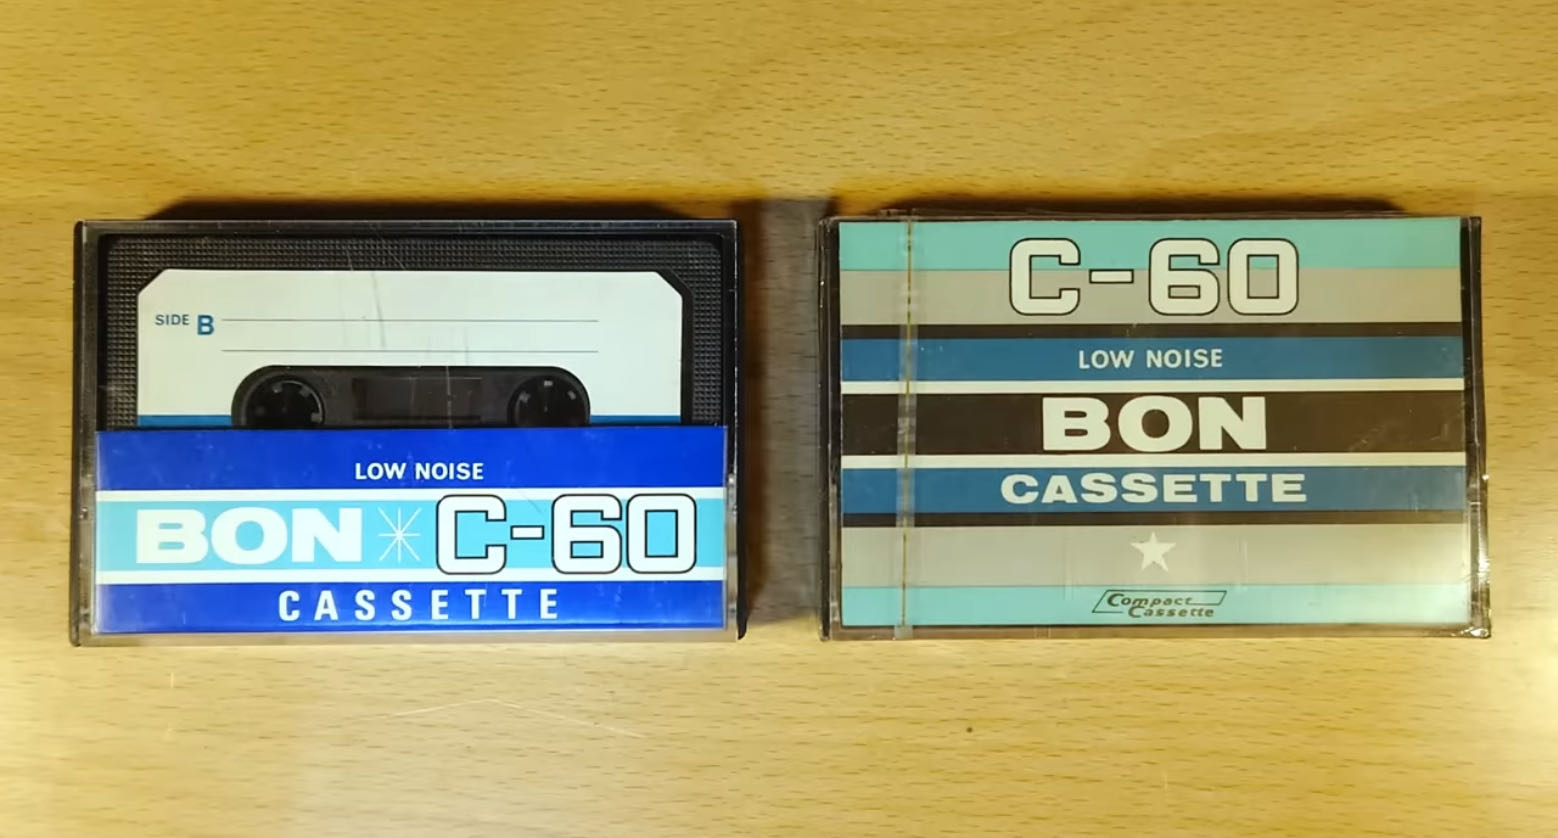 SIDE B
LOW NOISE
BON C-60
CASSETTE
C-60
LOW NOISE
BON
CASSETTE
Compact
Cassette